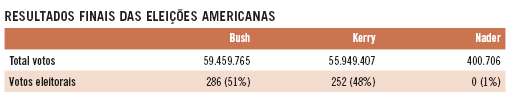 RESULTADOS FINAIS DAS ELEIÇÕES AMERICANAS
Bush Kerry Nader
Total votos 59.459.765 55.949.407 400.706
Votos eleitorais 286 (51%) 252 (48%) 0 (1%)